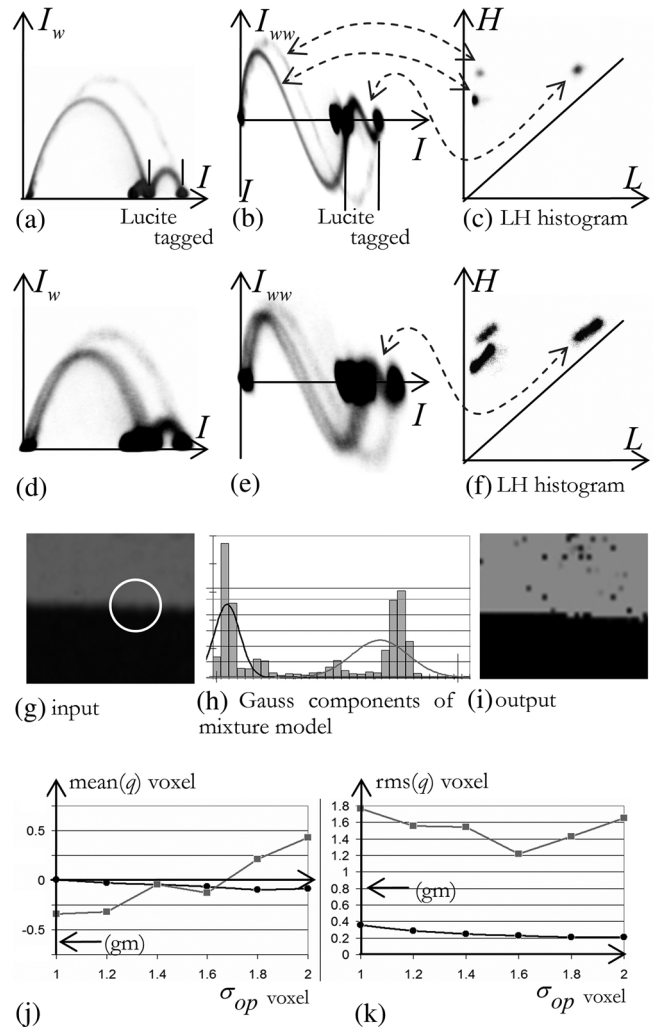 I_w I_ww H
I I L
(a) Lucite tagged (b) I Lucite tagged (c) LH histogram
I_w I_ww H
I I L
(d) (e) (f) LH histogram
(g) input (h) Gauss components of mixture model (i) output
mean(q) voxel
0.5
0
-0.5
(gm)
1 1.2 1.4 1.6 1.8 2
(j) σ_op voxel
rms(q) voxel
1.8
1.6
1.4
1.2
1
0.8
0.6
0.4
0.2
0
(gm)
1 1.2 1.4 1.6 1.8 2
(k) σ_op voxel